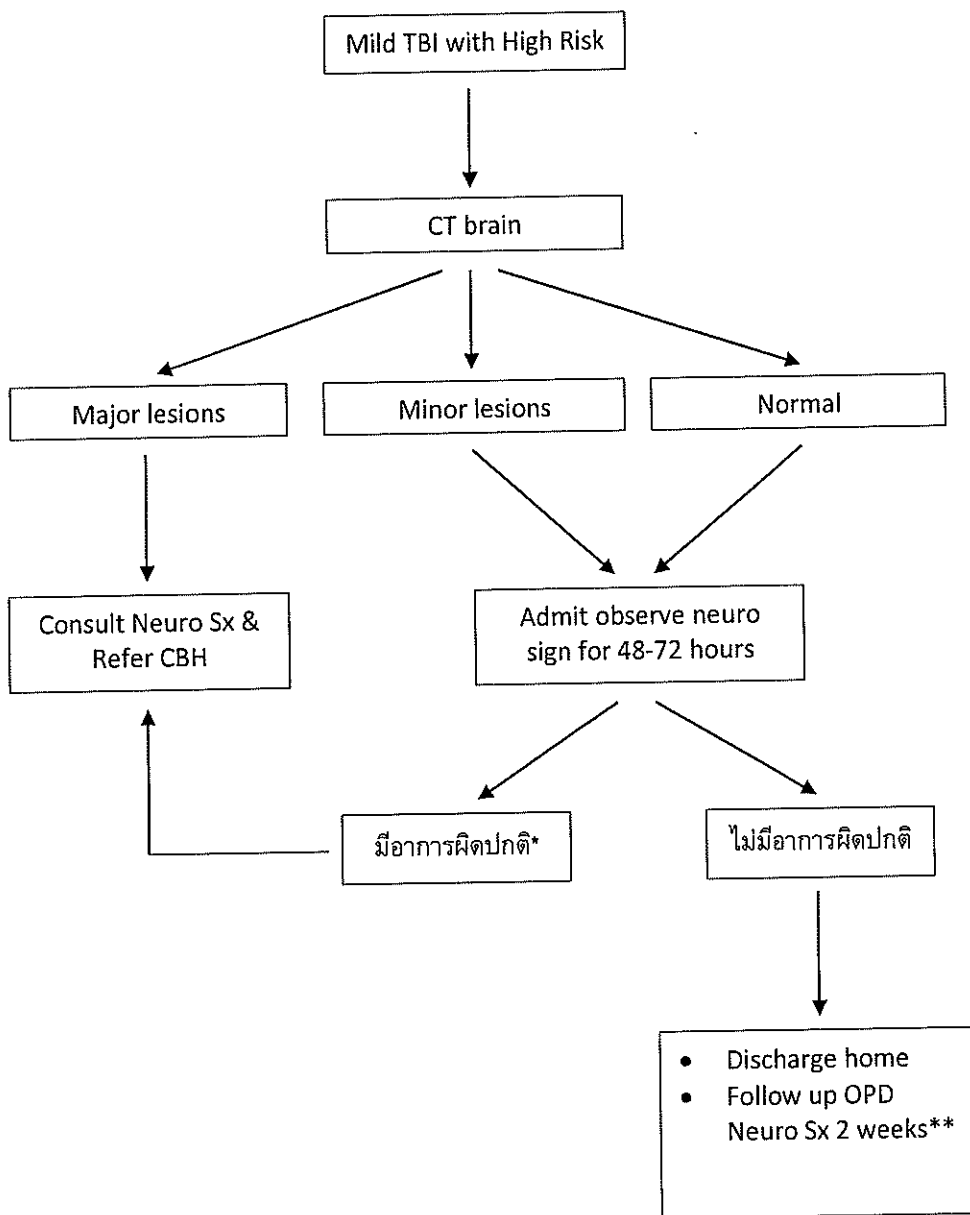 Mild TBI with High Risk
CT brain
Major lesions
Minor lesions
Normal
Consult Neuro Sx &
Refer CBH
Admit observe neuro
sign for 48-72 hours
มีอาการผิดปกติ*
ไม่มีอาการผิดปกติ
• Discharge home
• Follow up OPD
Neuro Sx 2 weeks**